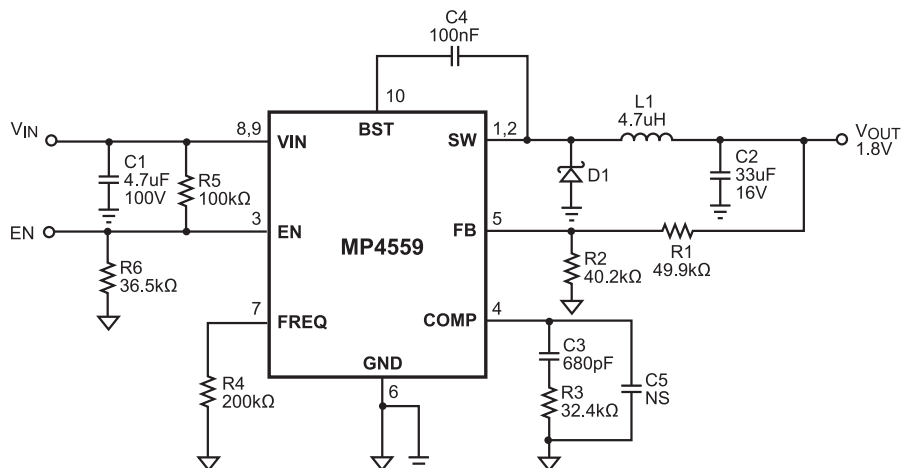 C4
100nF
10
BST
VIN
8,9
VIN
SW
1,2
L1
4.7uH
VOUT
1.8V
C1
4.7uF
100V
R5
100kΩ
D1
C2
33uF
16V
EN
3
EN
MP4559
FB
5
R1
49.9kΩ
R6
36.5kΩ
R2
40.2kΩ
7
FREQ
COMP
4
GND
6
R4
200kΩ
C3
680pF
R3
32.4kΩ
C5
NS